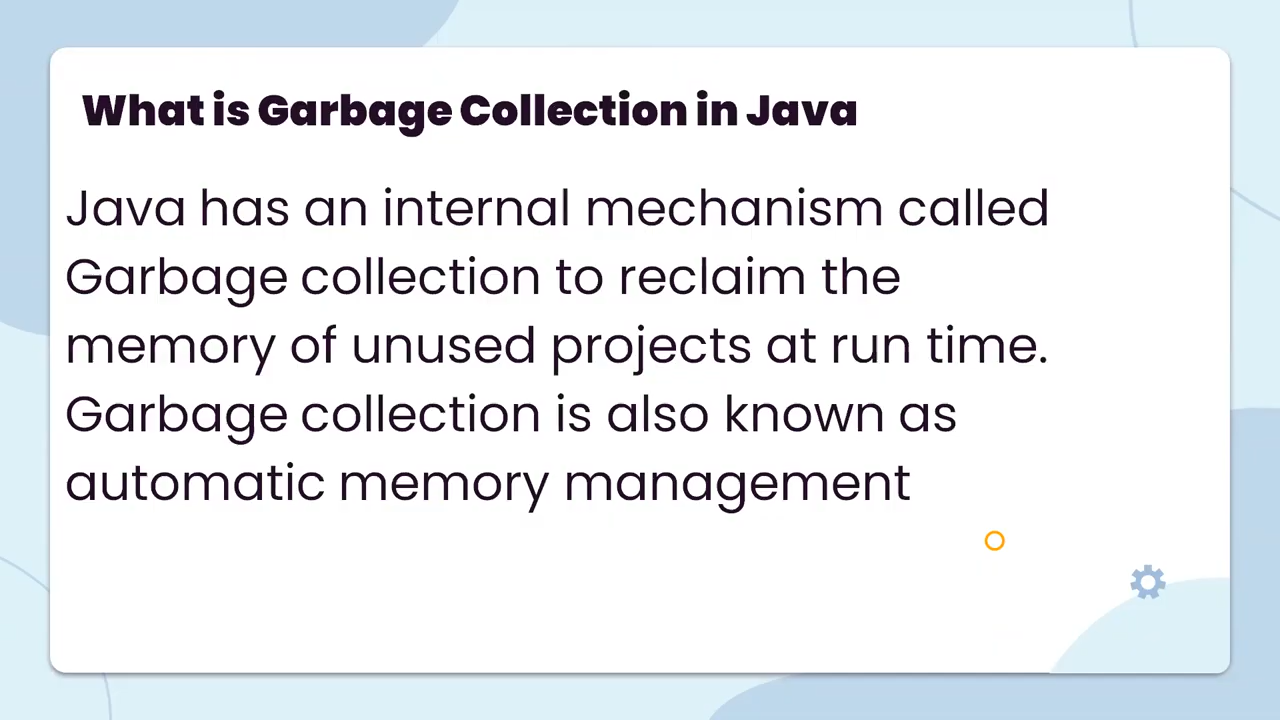 What is Garbage Collection in Java
Java has an internal mechanism called
Garbage collection to reclaim the
memory of unused projects at run time.
Garbage collection is also known as
automatic memory management